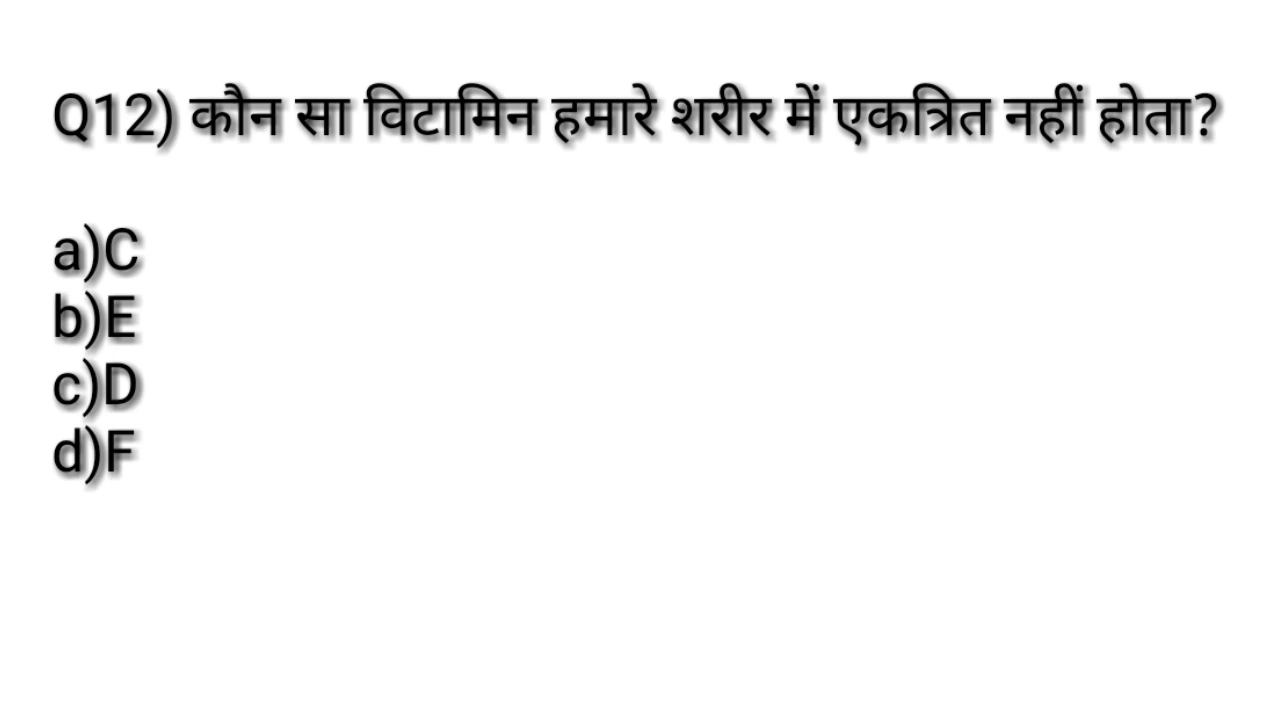 Q12) कौन सा विटामिन हमारे शरीर में एकत्रित नहीं होता?
a)C
b)E
c)D
d)F